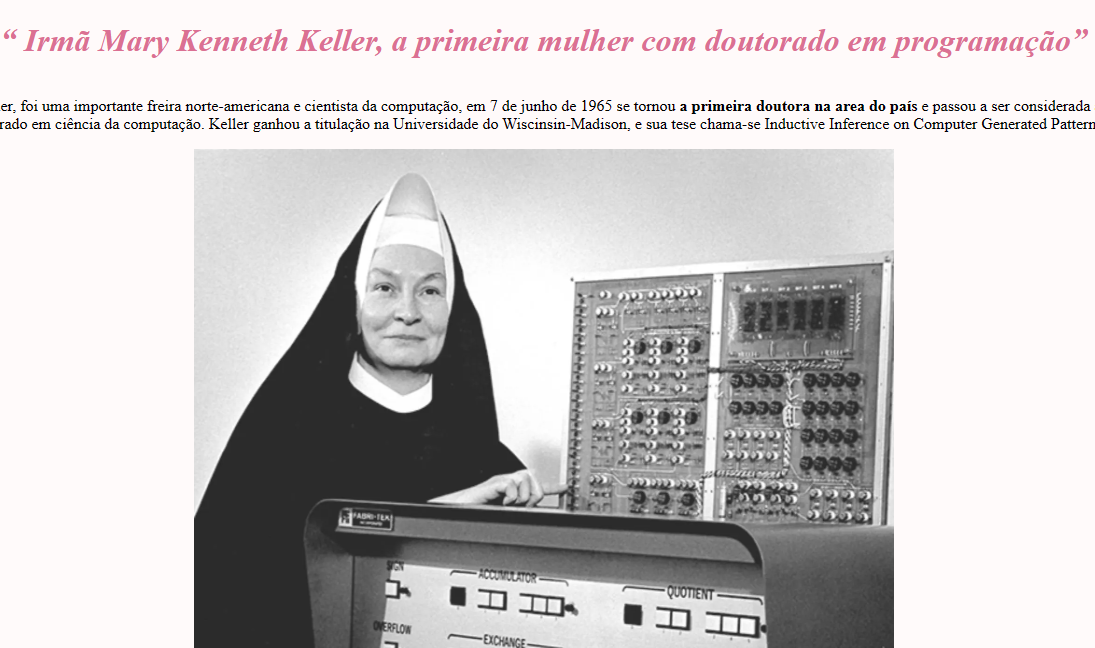 “ Irmã Mary Kenneth Keller, a primeira mulher com doutorado em programação”
er, foi uma importante freira norte-americana e cientista da computação, em 7 de junho de 1965 se tornou a primeira doutora na area do país e passou a ser considerada
rado em ciência da computação. Keller ganhou a titulação na Universidade do Wiscinsin-Madison, e sua tese chama-se Inductive Inference on Computer Generated Pattern
FABRI-TEK
SIGN
ACCUMULATOR
QUOTIENT
OVERFLOW
EXCHANGE